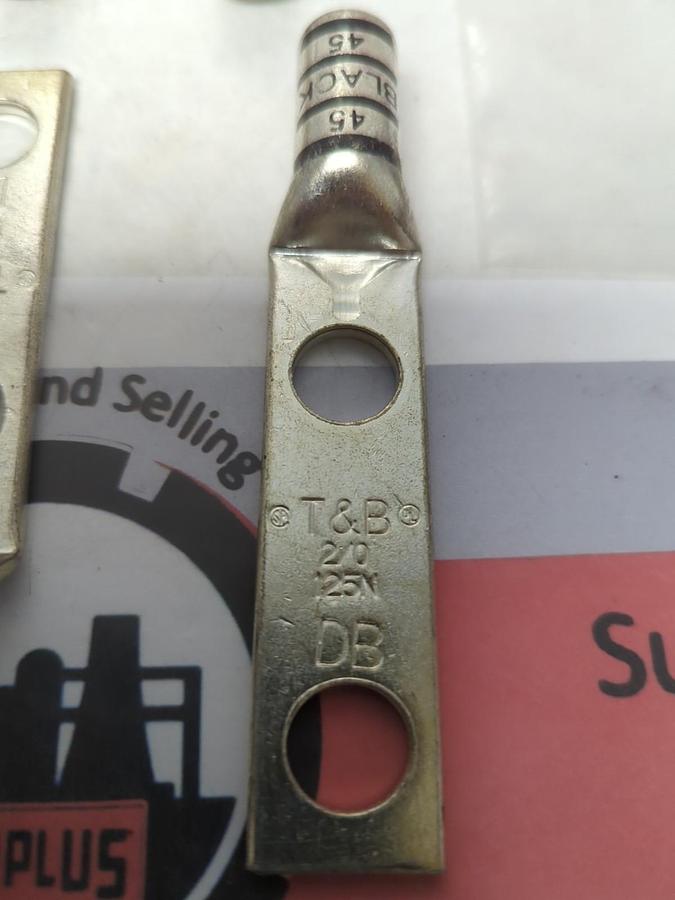 45
BLACK
45
nd Selling
T&B
2/0
125N
DB
Su
PLUS